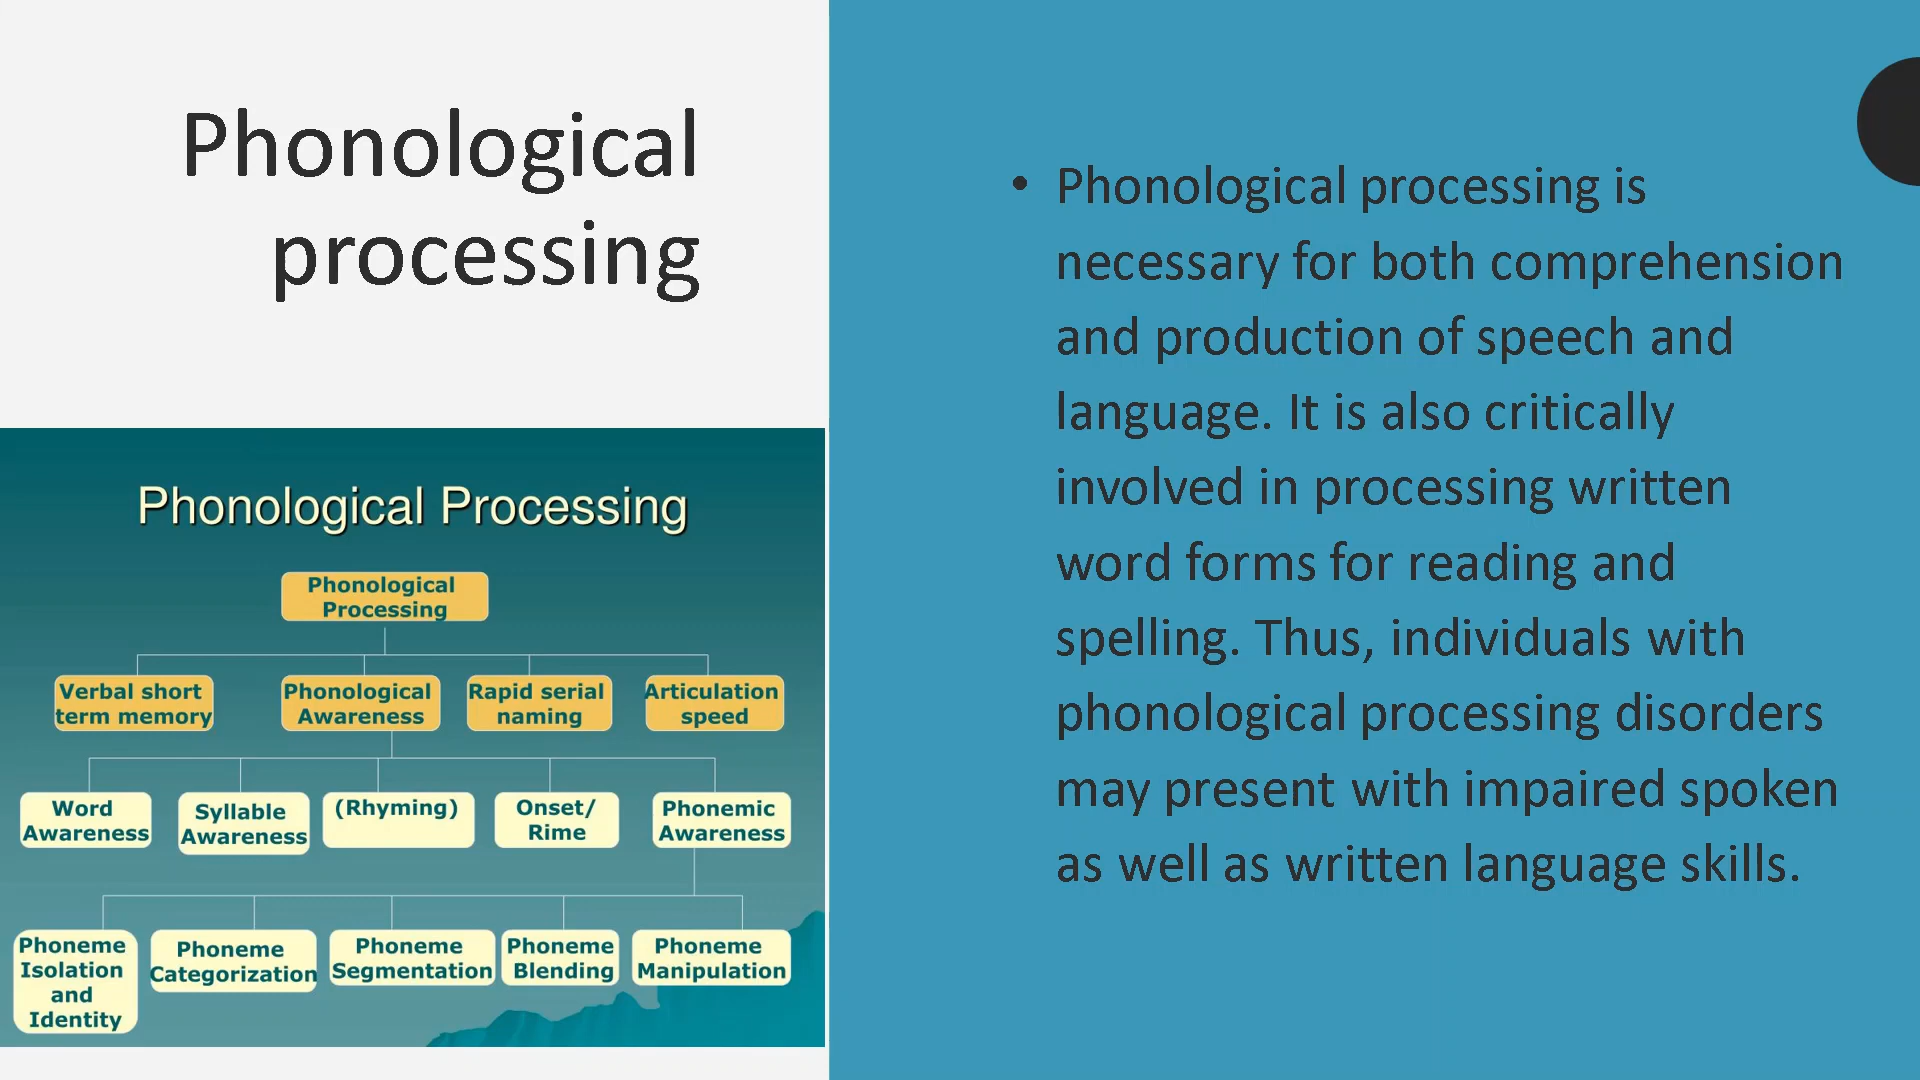 Phonological
processing
Phonological Processing
Phonological
Processing
Verbal short
term memory
Phonological
Awareness
Rapid serial
naming
Articulation
speed
Word
Awareness
Syllable
Awareness
(Rhyming)
Onset/
Rime
Phonemic
Awareness
Phoneme
Isolation
and
Identity
Phoneme
Categorization
Phoneme
Segmentation
Phoneme
Blending
Phoneme
Manipulation
• Phonological processing is
necessary for both comprehension
and production of speech and
language. It is also critically
involved in processing written
word forms for reading and
spelling. Thus, individuals with
phonological processing disorders
may present with impaired spoken
as well as written language skills.